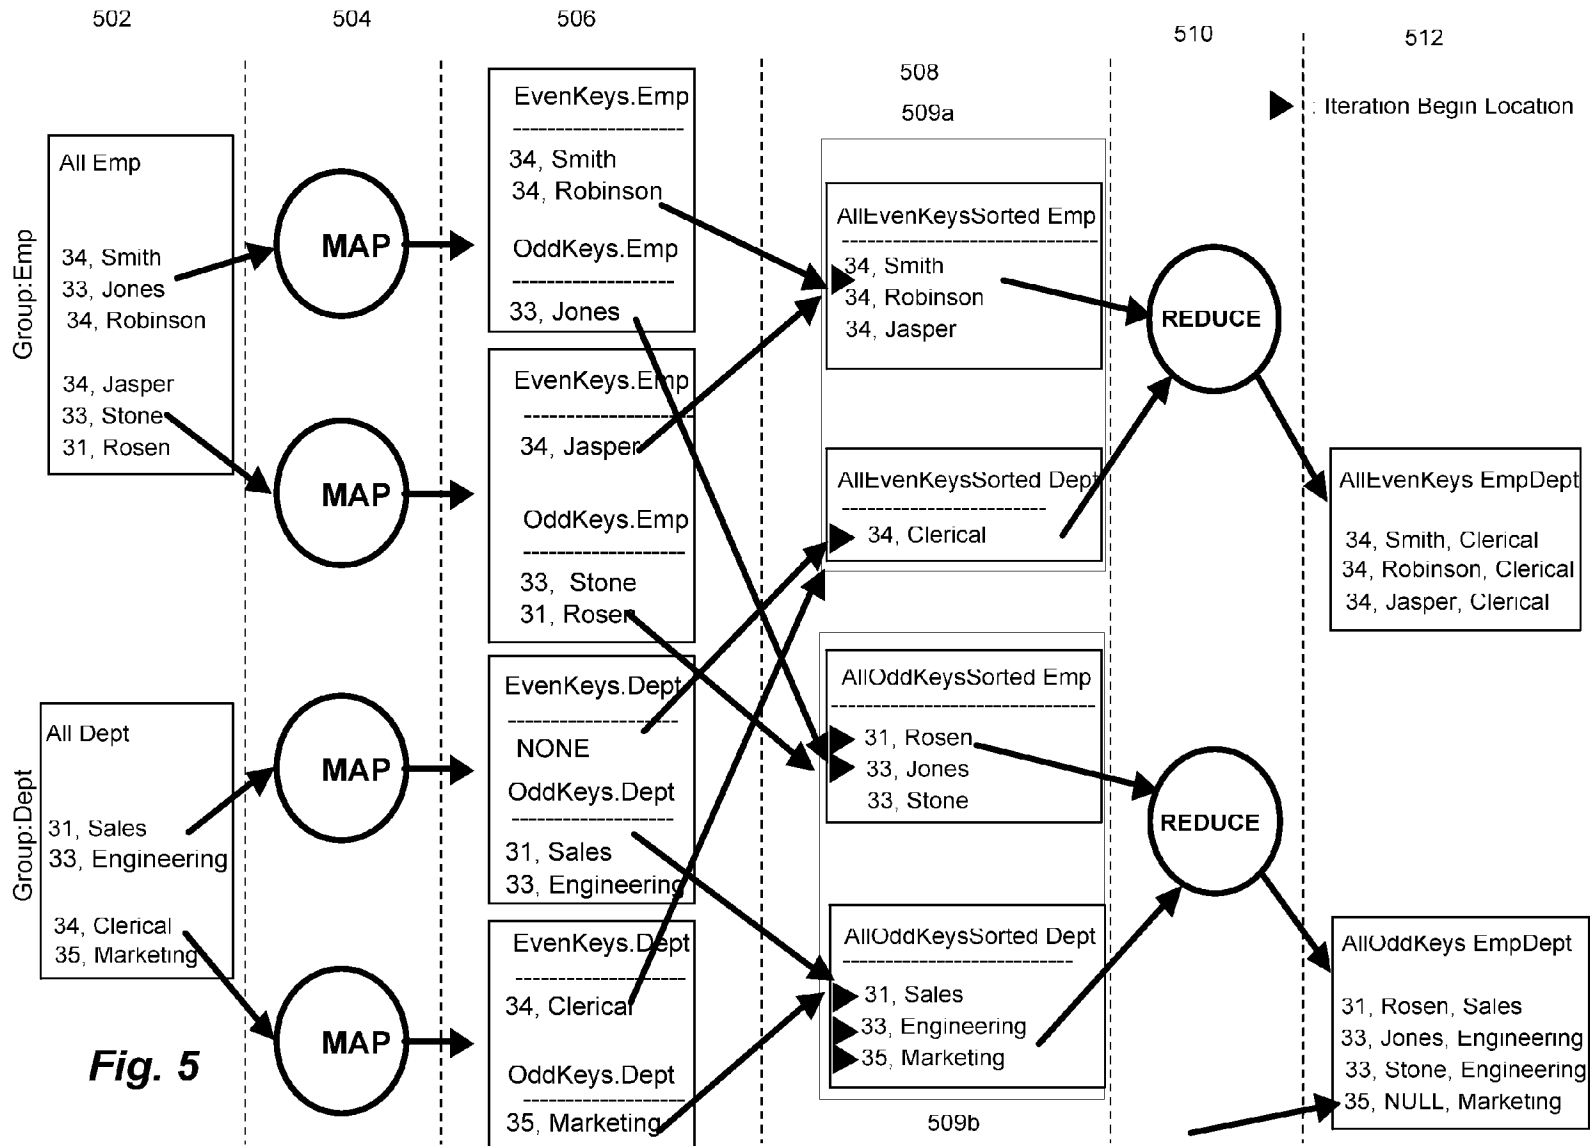 502
504
506
508
509a
510
512
: Iteration Begin Location
Group:Emp
All Emp
34, Smith
33, Jones
34, Robinson
34, Jasper
33, Stone
31, Rosen
Group:Dept
All Dept
31, Sales
33, Engineering
34, Clerical
35, Marketing
Fig. 5
MAP
MAP
MAP
MAP
EvenKeys.Emp
34, Smith
34, Robinson
OddKeys.Emp
33, Jones
EvenKeys.Emp
34, Jasper
OddKeys.Emp
33, Stone
31, Rosen
EvenKeys.Dept
NONE
OddKeys.Dept
31, Sales
33, Engineering
EvenKeys.Dept
34, Clerical
OddKeys.Dept
35, Marketing
AllEvenKeysSorted Emp
34, Smith
34, Robinson
34, Jasper
AllEvenKeysSorted Dept
34, Clerical
AllOddKeysSorted Emp
31, Rosen
33, Jones
33, Stone
AllOddKeysSorted Dept
31, Sales
33, Engineering
35, Marketing
509b
REDUCE
REDUCE
AllEvenKeys EmpDept
34, Smith, Clerical
34, Robinson, Clerical
34, Jasper, Clerical
AllOddKeys EmpDept
31, Rosen, Sales
33, Jones, Engineering
33, Stone, Engineering
35, NULL, Marketing